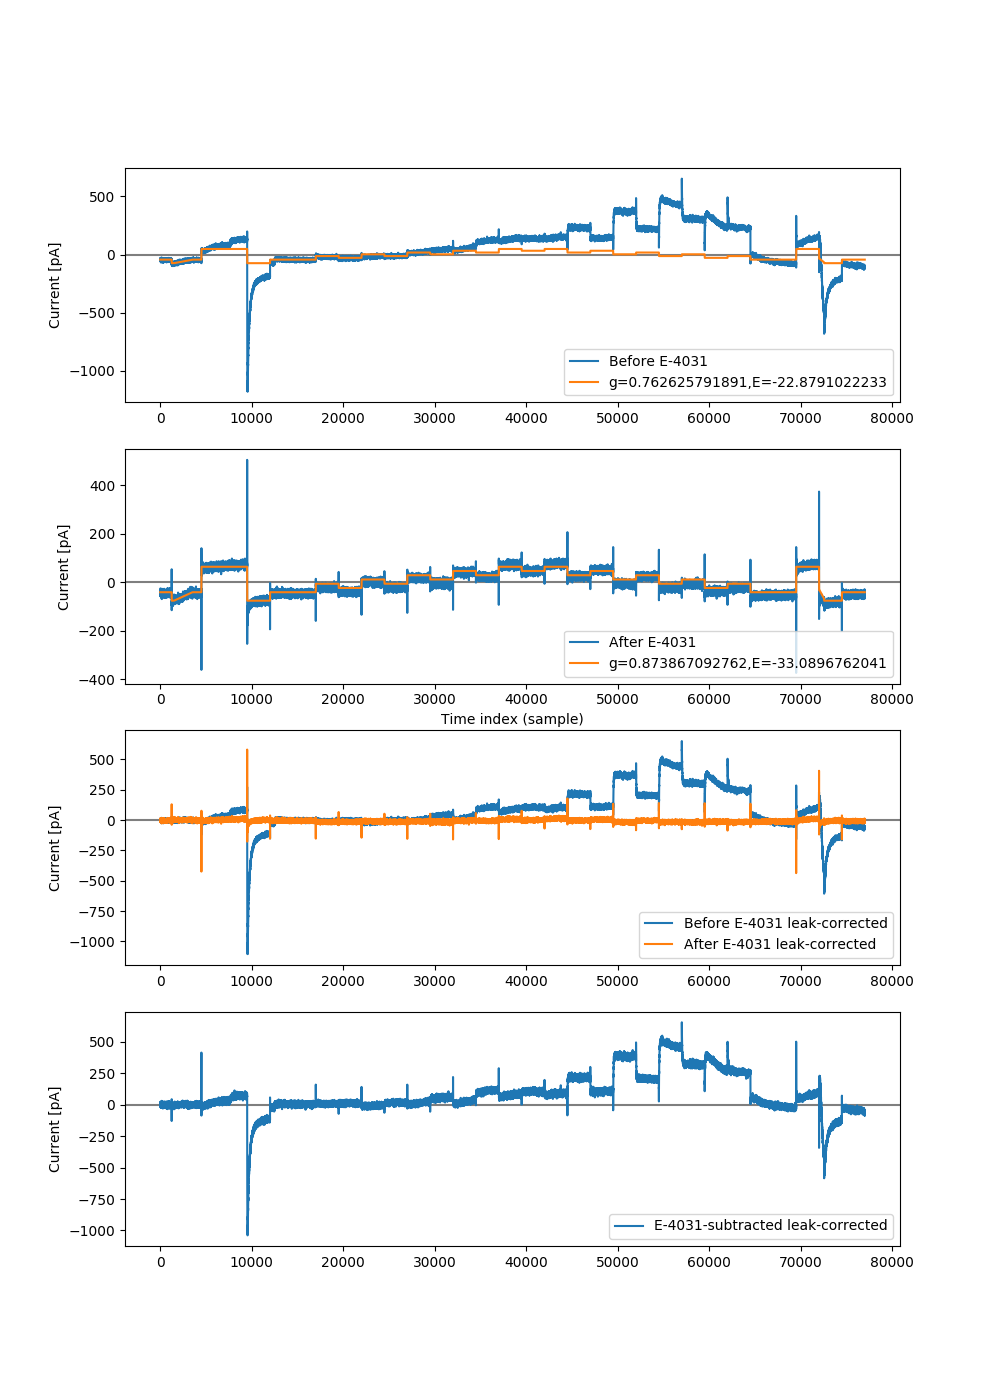 500
0
−500
−1000
Current [pA]
Before E-4031
g=0.762625791891,E=-22.8791022233
0 10000 20000 30000 40000 50000 60000 70000 80000
400
200
0
−200
−400
Current [pA]
After E-4031
g=0.873867092762,E=-33.0896762041
0 10000 20000 30000 40000 50000 60000 70000 80000
Time index (sample)
500
250
0
−250
−500
−750
−1000
Current [pA]
Before E-4031 leak-corrected
After E-4031 leak-corrected
0 10000 20000 30000 40000 50000 60000 70000 80000
500
250
0
−250
−500
−750
−1000
Current [pA]
E-4031-subtracted leak-corrected
0 10000 20000 30000 40000 50000 60000 70000 80000